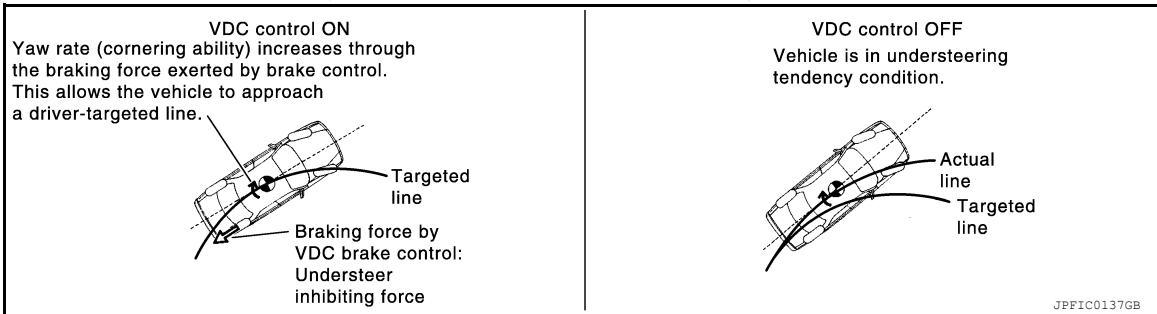 VDC control ON
Yaw rate (cornering ability) increases through
the braking force exerted by brake control.
This allows the vehicle to approach
a driver-targeted line.
Targeted
line
Braking force by
VDC brake control:
Understeer
inhibiting force
VDC control OFF
Vehicle is in understeering
tendency condition.
Actual
line
Targeted
line
JPFIC0137GB